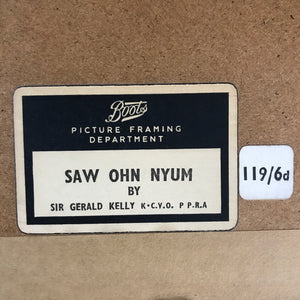 Boots
PICTURE FRAMING
DEPARTMENT
SAW OHN NYUM
BY
SIR GERALD KELLY K·C.V.O. P P.R.A
119/6d